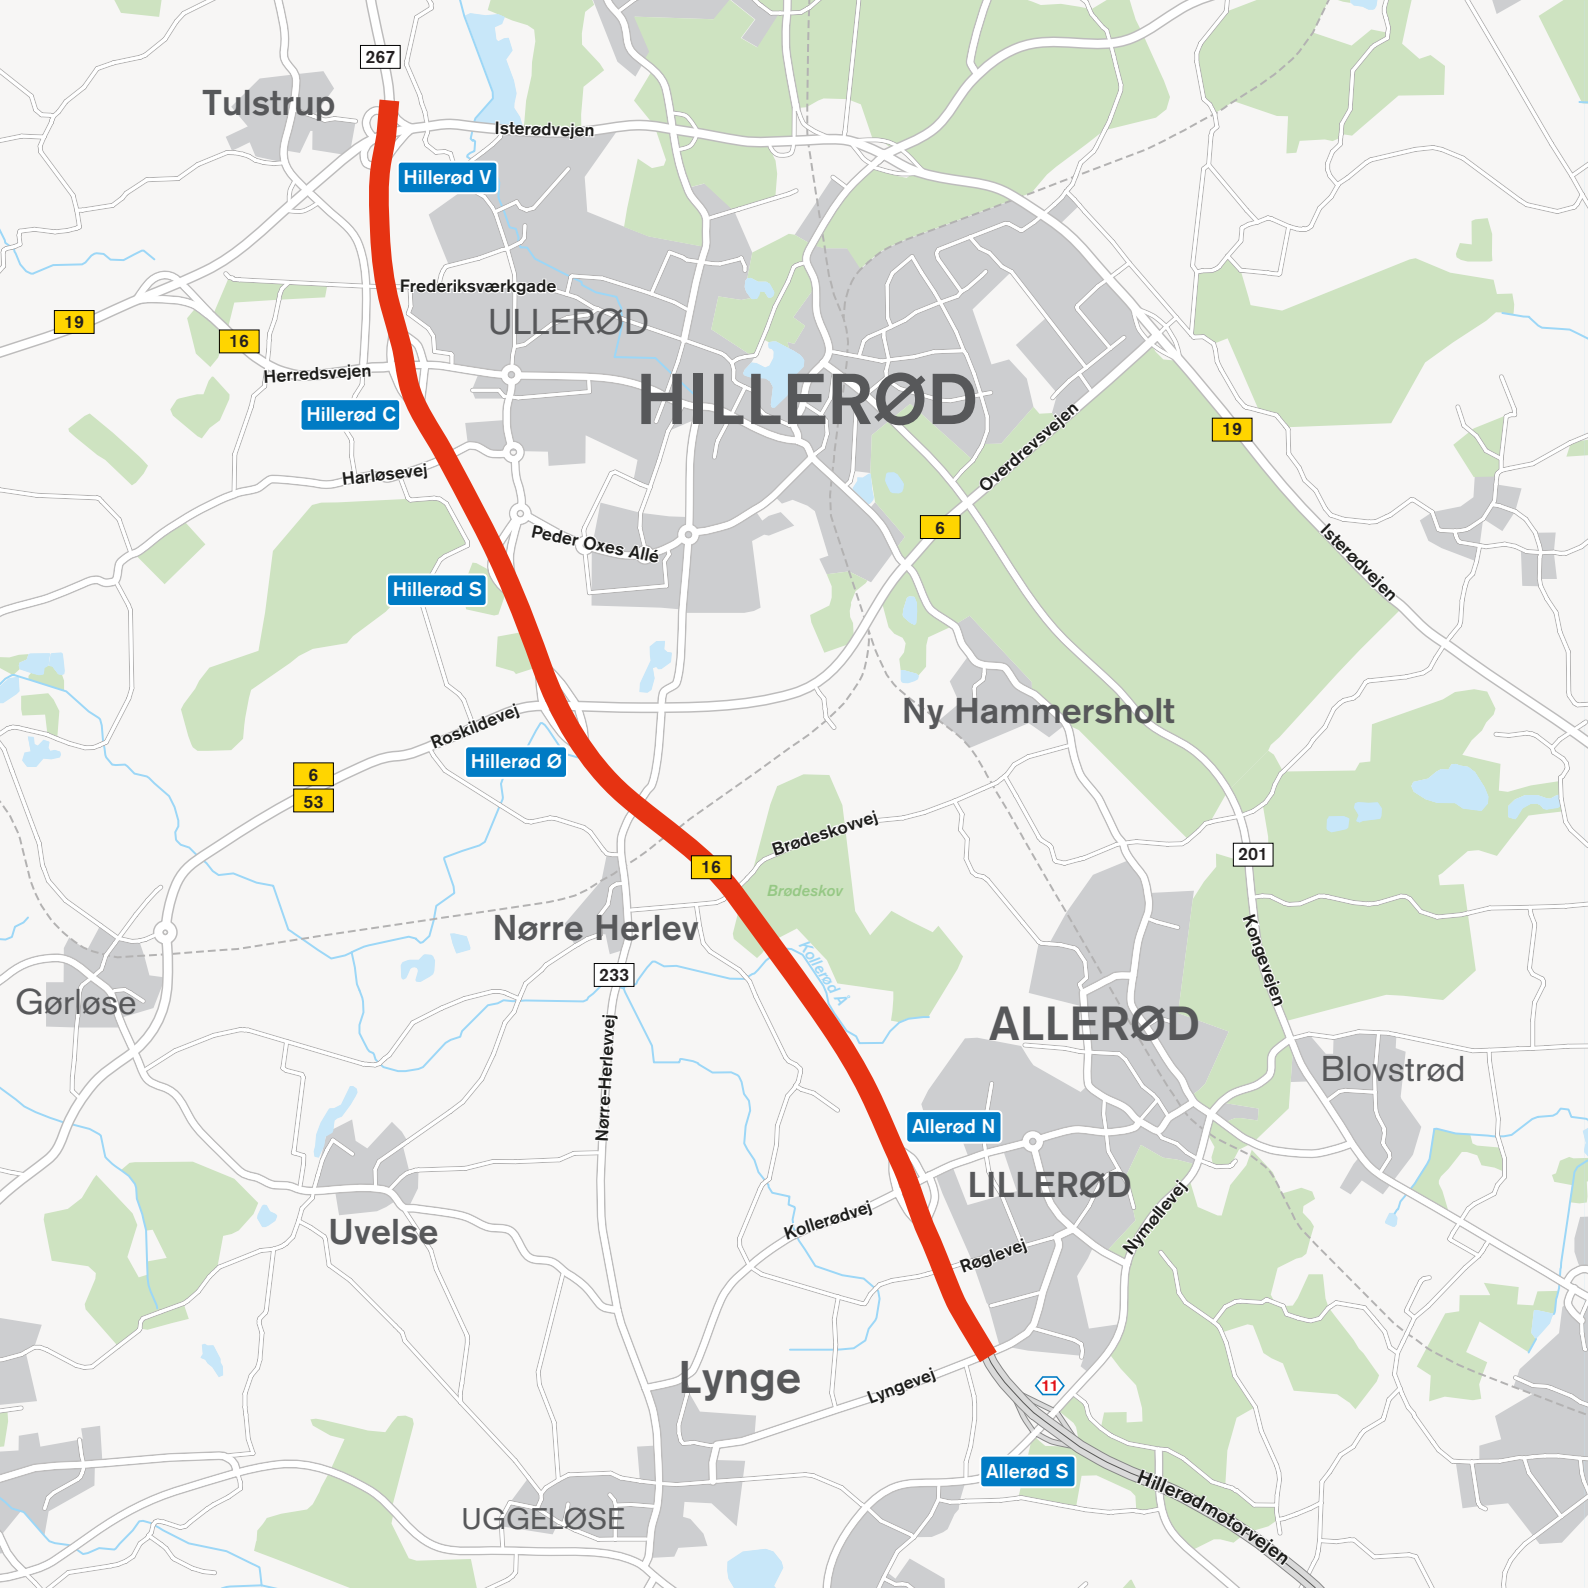 267
Tulstrup
Isterødvejen
Hillerød V
Frederiksværkgade
19
16
ULLERØD
Herredsvejen
HILLERØD
Hillerød C
Overdrevsvejen
19
Harløsevej
6
Peder Oxes Allé
Isterødvejen
Hillerød S
Ny Hammersholt
Roskildevej
Hillerød Ø
6
53
Brødeskovvej
16
201
Brødeskov
Nørre Herlev
Kongevejen
Kollerød Å
233
Gørløse
ALLERØD
Blovstrød
Nørre-Herlevvej
Allerød N
LILLERØD
Kollerødvej
Nymøllevej
Uvelse
Røglevej
Lynge
Lyngevej
11
Allerød S
Hillerødmotorvejen
UGGELØSE